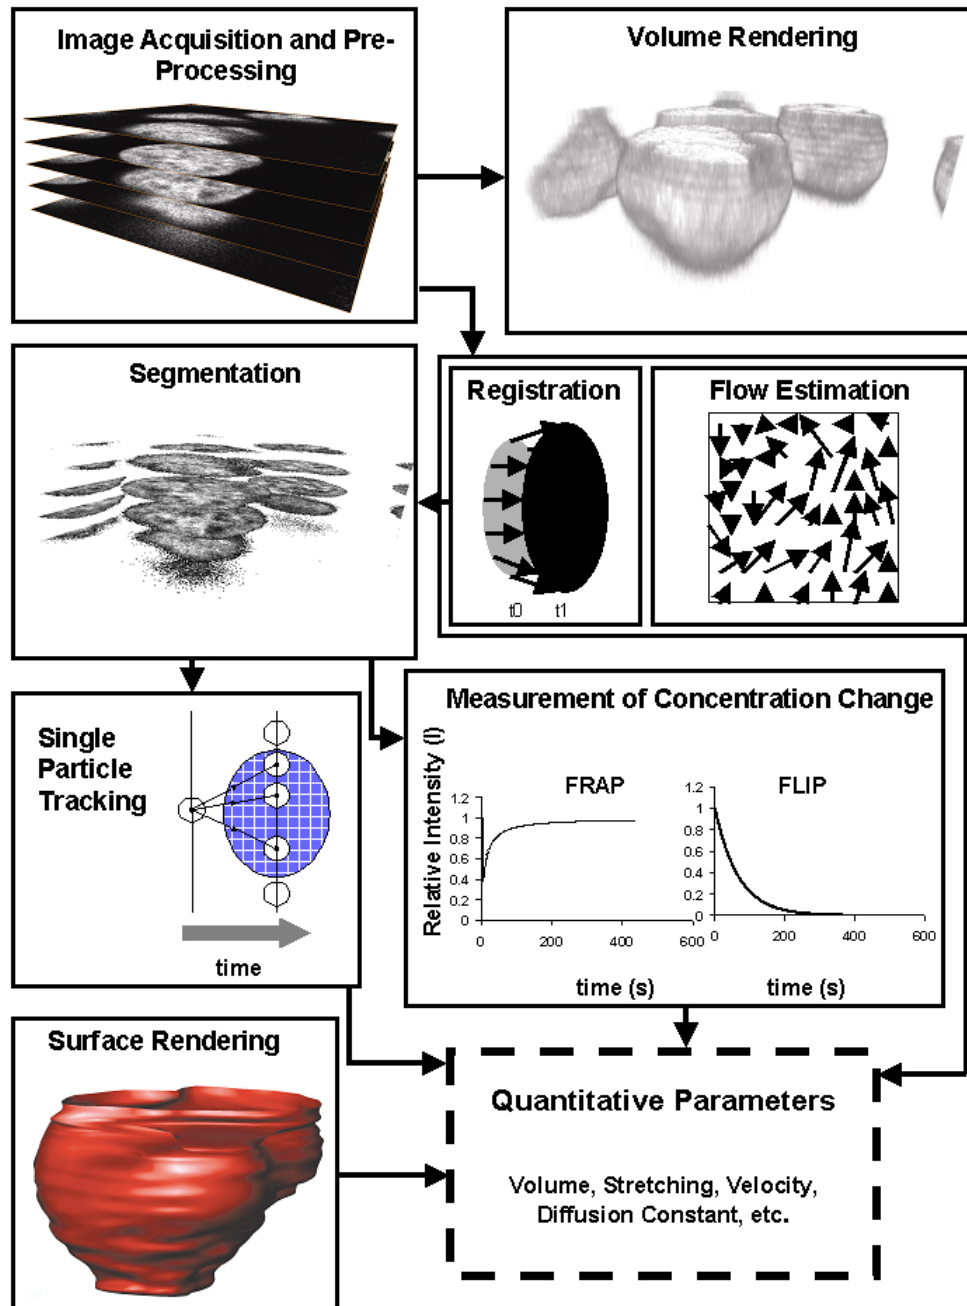 Image Acquisition and Pre-
Processing
Volume Rendering
Segmentation
Registration
t0 t1
Flow Estimation
Single
Particle
Tracking
time
Measurement of Concentration Change
Relative Intensity (I)
FRAP
1.2
1
0.8
0.6
0.4
0.2
0
0 200 400 600
time (s)
FLIP
1.2
1
0.8
0.6
0.4
0.2
0
0 200 400 600
time (s)
Surface Rendering
Quantitative Parameters
Volume, Stretching, Velocity,
Diffusion Constant, etc.